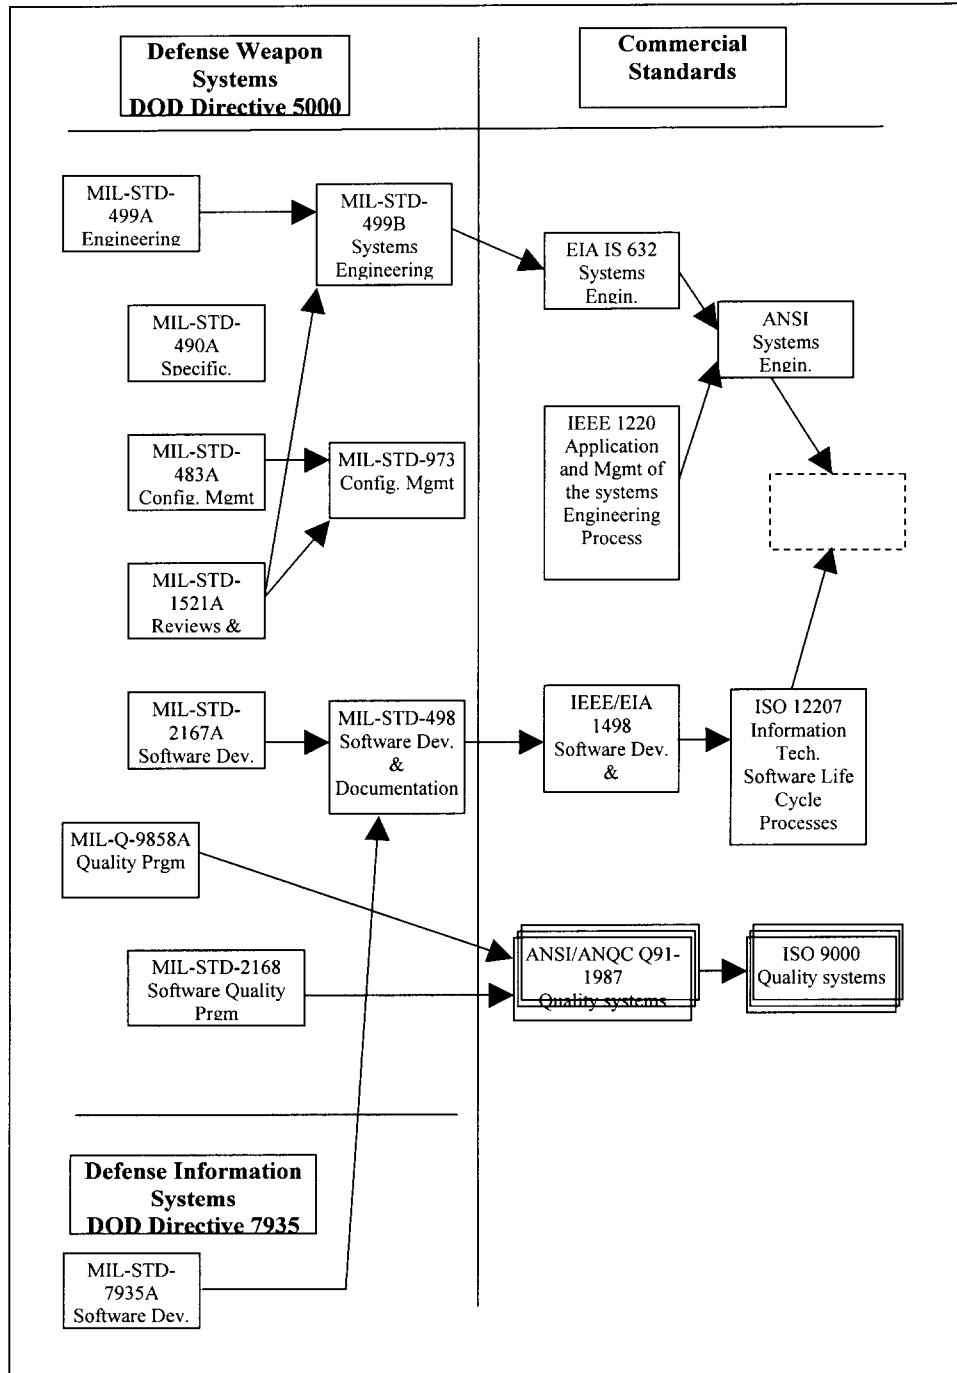 Defense Weapon
Systems
DOD Directive 5000
Commercial
Standards
MIL-STD-
499A
Engineering
MIL-STD-
499B
Systems
Engineering
EIA IS 632
Systems
Engin.
ANSI
Systems
Engin.
MIL-STD-
490A
Specific.
MIL-STD-
483A
Config. Mgmt
MIL-STD-973
Config. Mgmt
IEEE 1220
Application
and Mgmt of
the systems
Engineering
Process
MIL-STD-
1521A
Reviews &
MIL-STD-
2167A
Software Dev.
MIL-STD-498
Software Dev.
&
Documentation
IEEE/EIA
1498
Software Dev.
&
ISO 12207
Information
Tech.
Software Life
Cycle
Processes
MIL-Q-9858A
Quality Prgm
MIL-STD-2168
Software Quality
Prgm
ANSI/ANQC Q91-
1987
Quality systems
ISO 9000
Quality systems
Defense Information
Systems
DOD Directive 7935
MIL-STD-
7935A
Software Dev.